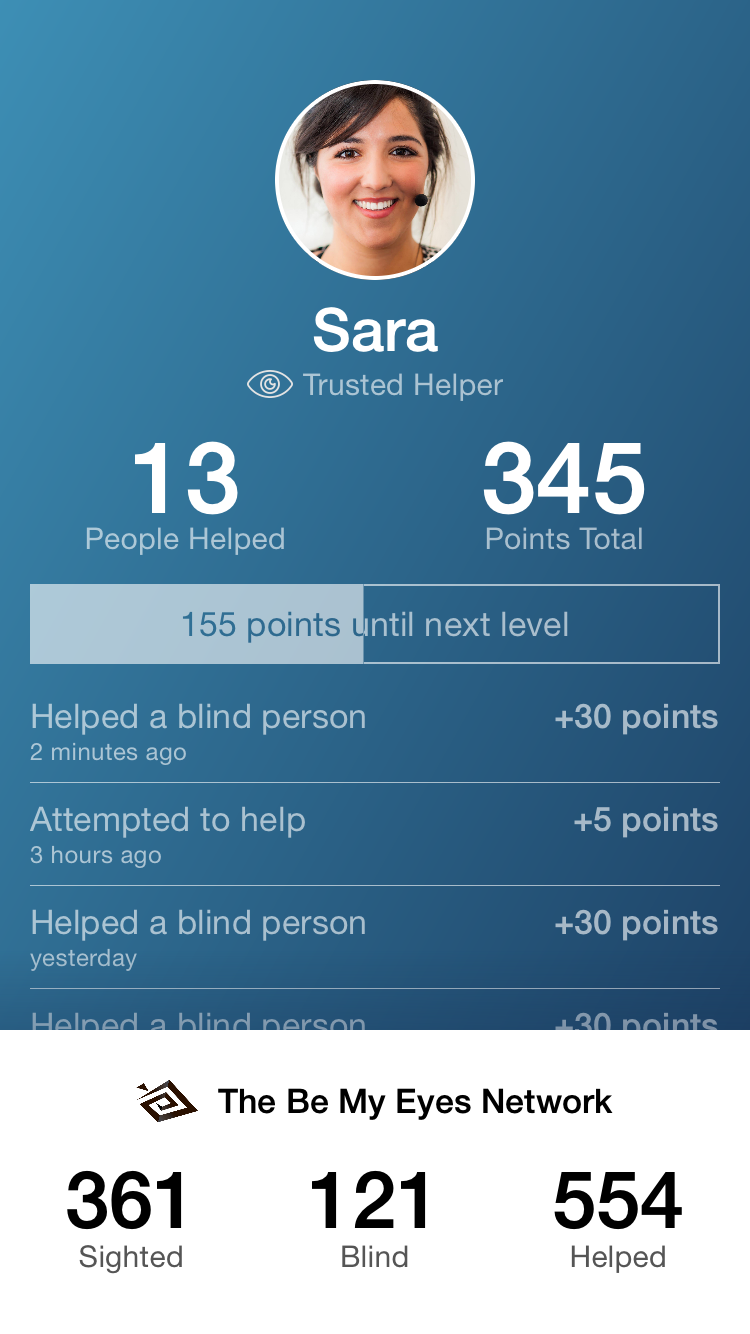 Sara
Trusted Helper
13
345
People Helped
Points Total
155 points until next level
Helped a blind person
+30 points
2 minutes ago
Attempted to help
+5 points
3 hours ago
Helped a blind person
+30 points
yesterday
Helped a blind person
+30 points
The Be My Eyes Network
361
121
554
Sighted
Blind
Helped